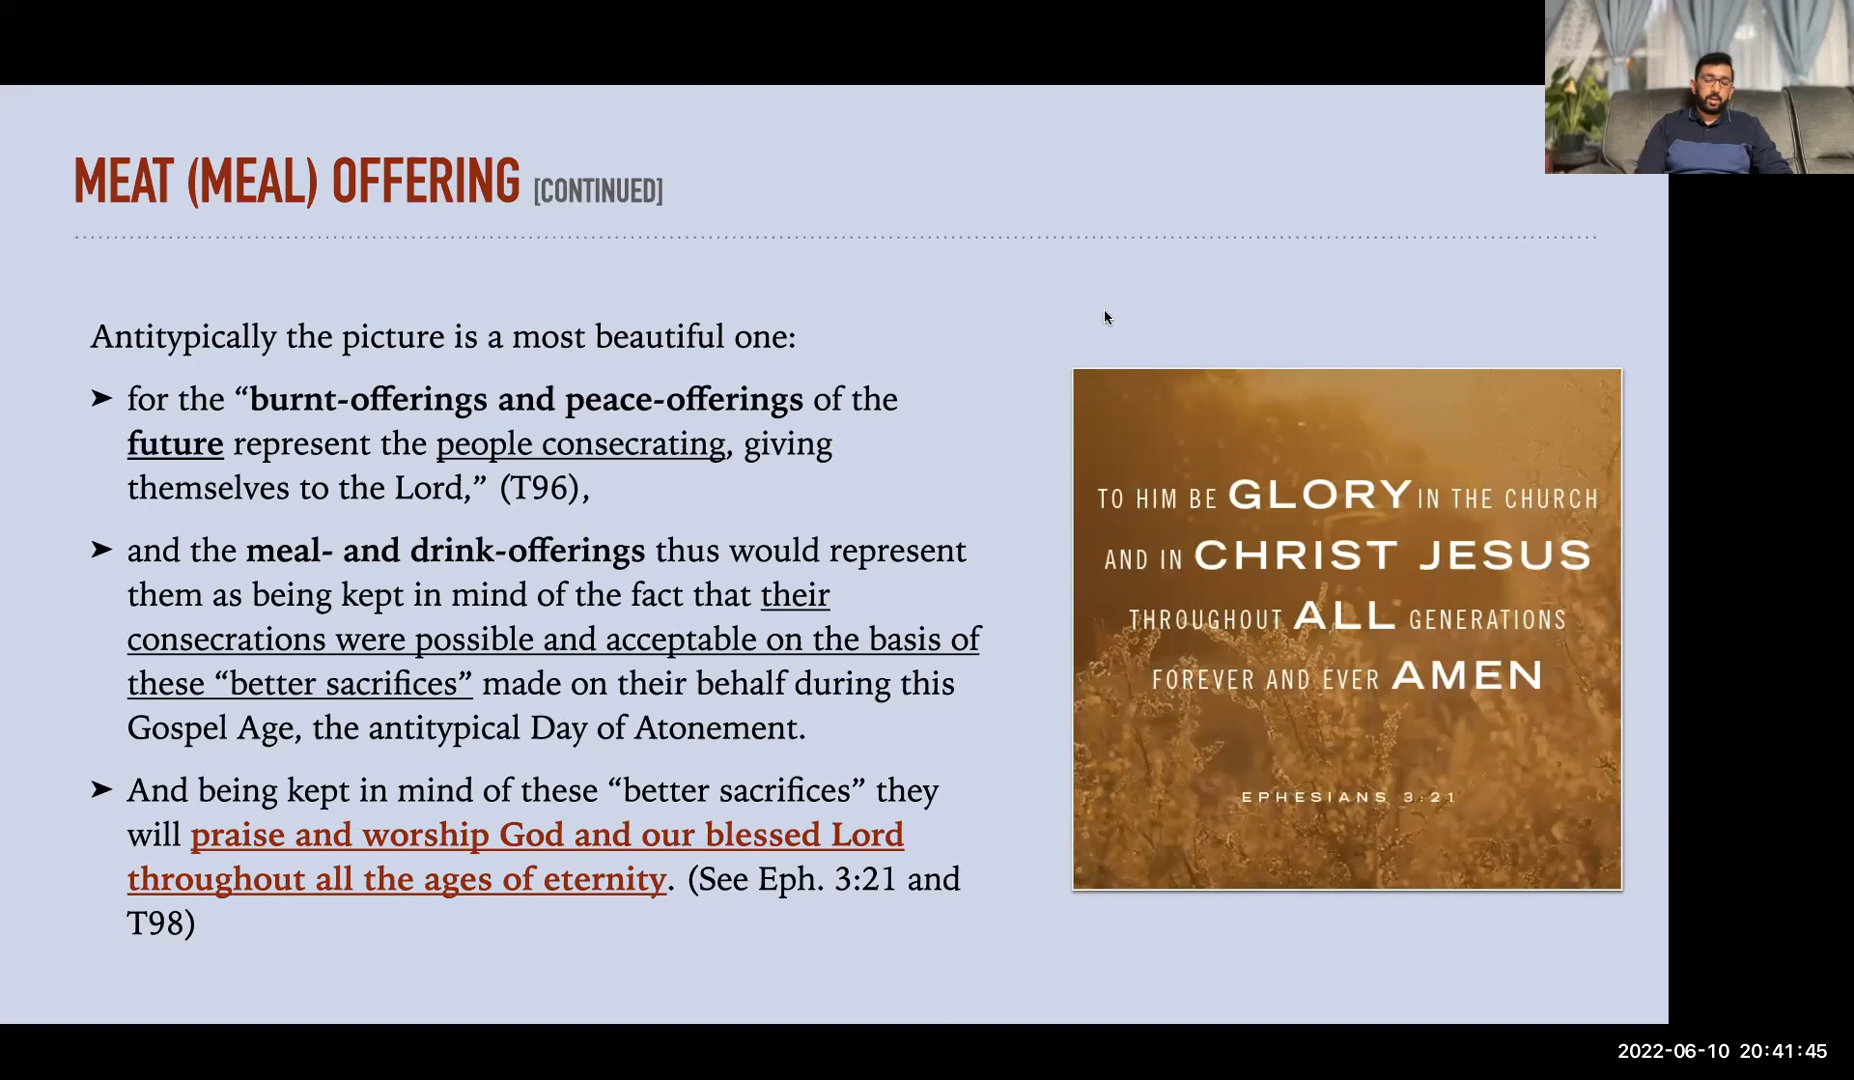 MEAT (MEAL) OFFERING [CONTINUED]
Antitypically the picture is a most beautiful one:
➤ for the “burnt-offerings and peace-offerings of the
future represent the people consecrating, giving
themselves to the Lord,” (T96),
➤ and the meal- and drink-offerings thus would represent
them as being kept in mind of the fact that their
consecrations were possible and acceptable on the basis of
these “better sacrifices” made on their behalf during this
Gospel Age, the antitypical Day of Atonement.
➤ And being kept in mind of these “better sacrifices” they
will praise and worship God and our blessed Lord
throughout all the ages of eternity. (See Eph. 3:21 and
T98)
TO HIM BE GLORY IN THE CHURCH
AND IN CHRIST JESUS
THROUGHOUT ALL GENERATIONS
FOREVER AND EVER AMEN
EPHESIANS 3:21
2022-06-10 20:41:45